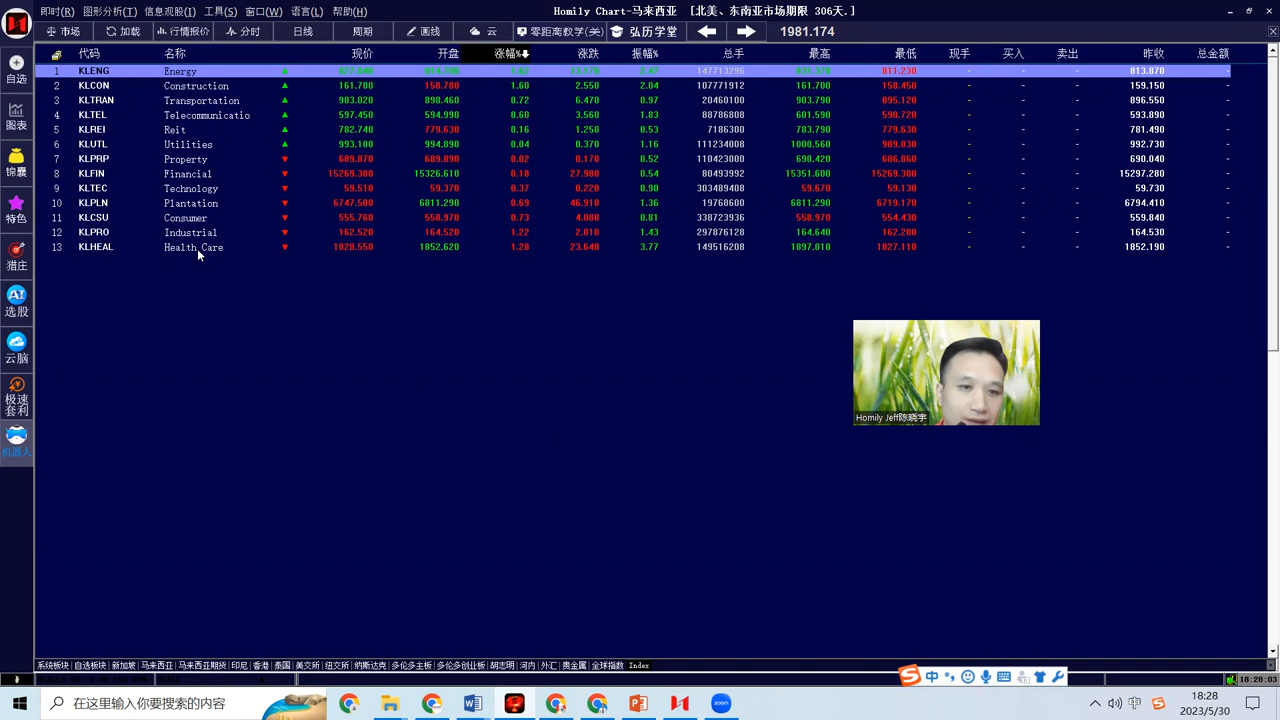 即时(R) 图形分析(T) 信息观股(I) 工具(S) 窗口(W) 语言(L) 帮助(H) Homily Chart-马来西亚 [北美、东南亚市场期限 306天.]
市场 加载 行情报价 分时 日线 周期 画线 云 零距离教学(关) 弘历学堂 1981.174
代码 名称 现价 开盘 涨幅% 涨跌 振幅% 总手 最高 最低 现手 买入 卖出 昨收 总金额
1 KLENG Energy 147713296 811.230 - - - 813.870 -
2 KLCON Construction 161.700 158.700 1.60 2.550 2.04 107771912 161.700 158.450 - - - 159.150 -
3 KLTRAN Transportation 903.020 898.460 0.72 6.470 0.97 20460100 903.790 895.120 - - - 896.550 -
4 KLTEL Telecommunicatio 597.450 594.990 0.60 3.560 1.83 88786808 601.590 590.720 - - - 593.890 -
5 KLREI Reit 782.740 779.630 0.16 1.250 0.53 7186300 783.790 779.630 - - - 781.490 -
6 KLUTL Utilities 993.100 994.890 0.04 0.370 1.16 111234008 1000.560 989.030 - - - 992.730 -
7 KLPRP Property 689.870 689.890 0.02 0.170 0.52 110423000 690.420 686.860 - - - 690.040 -
8 KLFIN Financial 15269.300 15326.610 0.18 27.980 0.54 80493992 15351.600 15269.300 - - - 15297.280 -
9 KLTEC Technology 59.510 59.370 0.37 0.220 0.90 303489408 59.670 59.130 - - - 59.730 -
10 KLPLN Plantation 6747.500 6811.290 0.69 46.910 1.36 19768600 6811.290 6719.170 - - - 6794.410 -
11 KLCSU Consumer 555.760 558.970 0.73 4.080 0.81 338723936 558.970 554.430 - - - 559.840 -
12 KLPRO Industrial 162.520 164.520 1.22 2.010 1.43 297876128 164.640 162.280 - - - 164.530 -
13 KLHEAL Health Care 1828.550 1852.620 1.28 23.640 3.77 149516208 1897.010 1827.110 - - - 1852.190 -
自选
图表
锦囊
特色
猎庄
AI
选股
云脑
极速
套利
机器人
Homily Jeff陈晓宇
系统板块 自选板块 新加坡 马来西亚 马来西亚期货 印尼 香港 泰国 美交所 纽交所 纳斯达克 多伦多主板 多伦多创业板 胡志明 河内 外汇 贵金属 全球指数 Index
中
18:28:03
在这里输入你要搜索的内容
zoom
中
18:28
2023/5/30